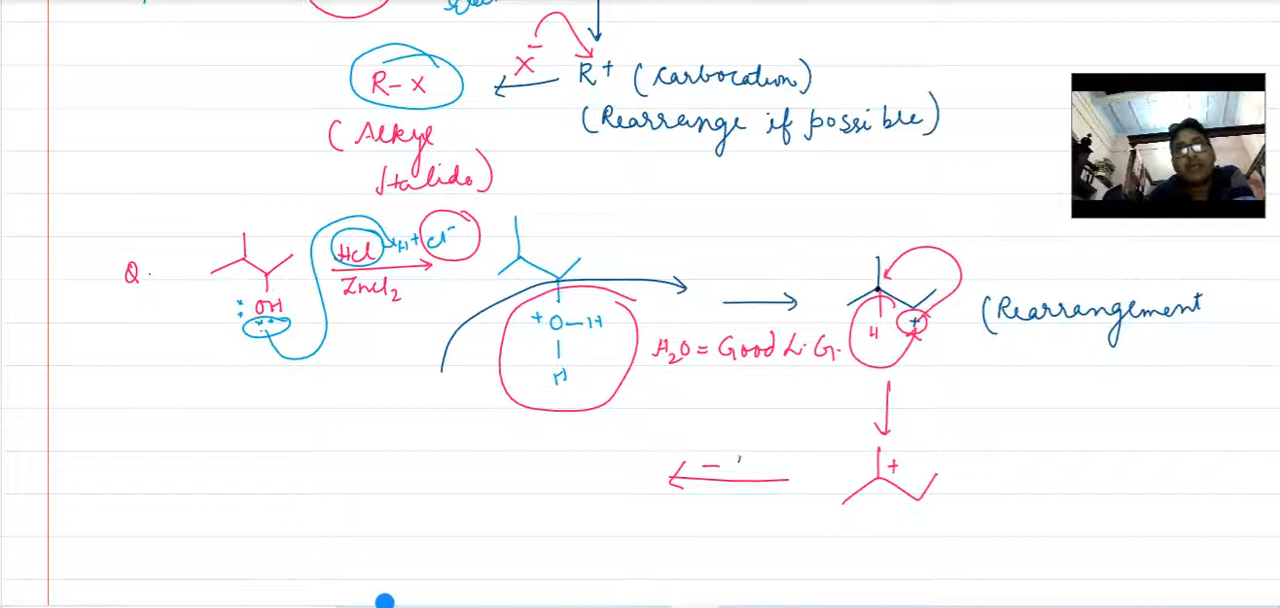 X⁻ R+ (Carbocation)
R-X
(Rearrange if possible)
(Alkyl
Halide)
Q. HCl H+ Cl⁻
ZnCl₂
OH
+O-H
H
H₂O = Good L.G.
H +
(Rearrangement
+
-